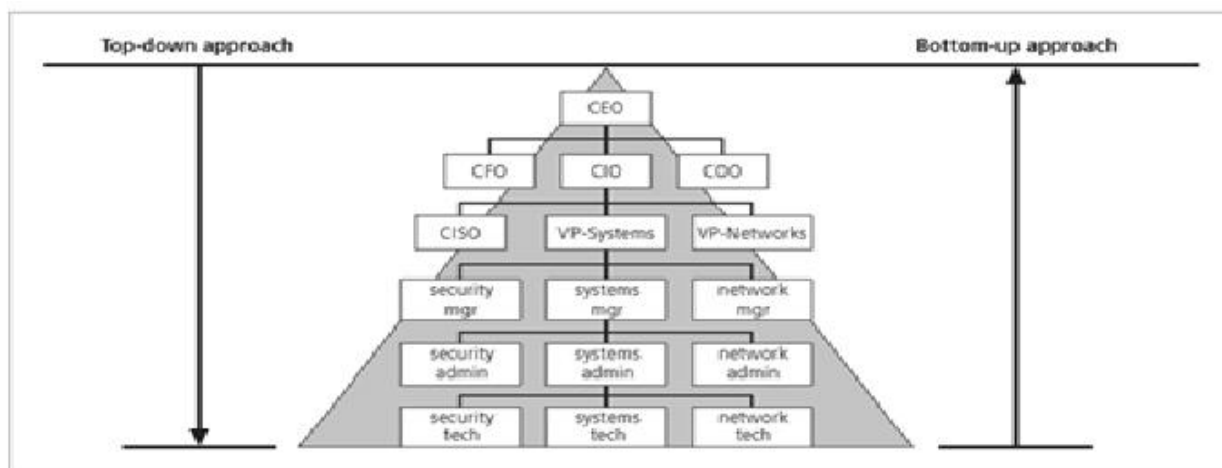 Top-down approach
Bottom-up approach
CEO
CFO
CIO
COO
CISO
VP-Systems
VP-Networks
security
mgr
systems
mgr
network
mgr
security
admin
systems
admin
network
admin
security
tech
systems
tech
network
tech